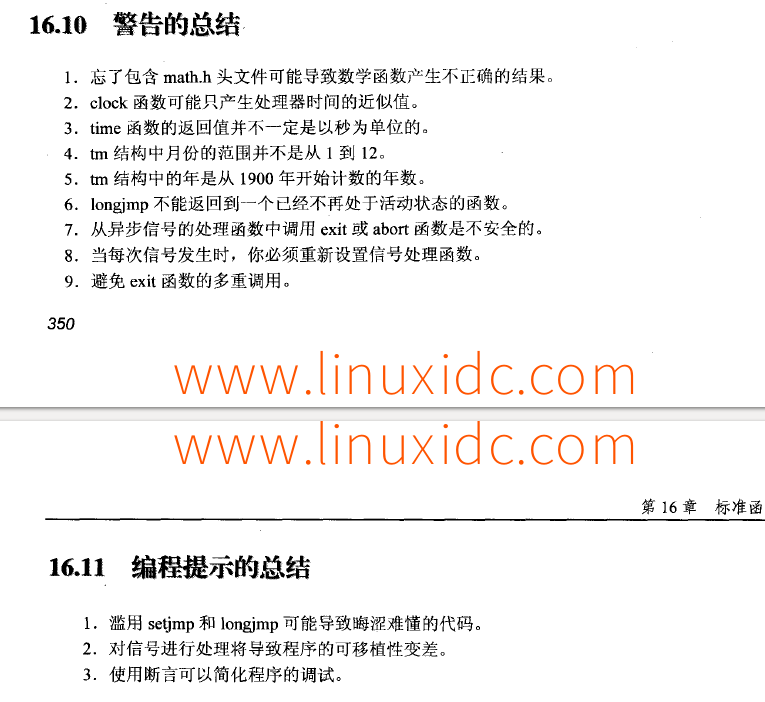 16.10 警告的总结
1．忘了包含 math.h 头文件可能导致数学函数产生不正确的结果。
2．clock 函数可能只产生处理器时间的近似值。
3．time 函数的返回值并不一定是以秒为单位的。
4．tm 结构中月份的范围并不是从 1 到 12。
5．tm 结构中的年是从 1900 年开始计数的年数。
6．longjmp 不能返回到一个已经不再处于活动状态的函数。
7．从异步信号的处理函数中调用 exit 或 abort 函数是不安全的。
8．当每次信号发生时，你必须重新设置信号处理函数。
9．避免 exit 函数的多重调用。
350
www.linuxidc.com
www.linuxidc.com
第 16 章 标准函
16.11 编程提示的总结
1．滥用 setjmp 和 longjmp 可能导致晦涩难懂的代码。
2．对信号进行处理将导致程序的可移植性变差。
3．使用断言可以简化程序的调试。